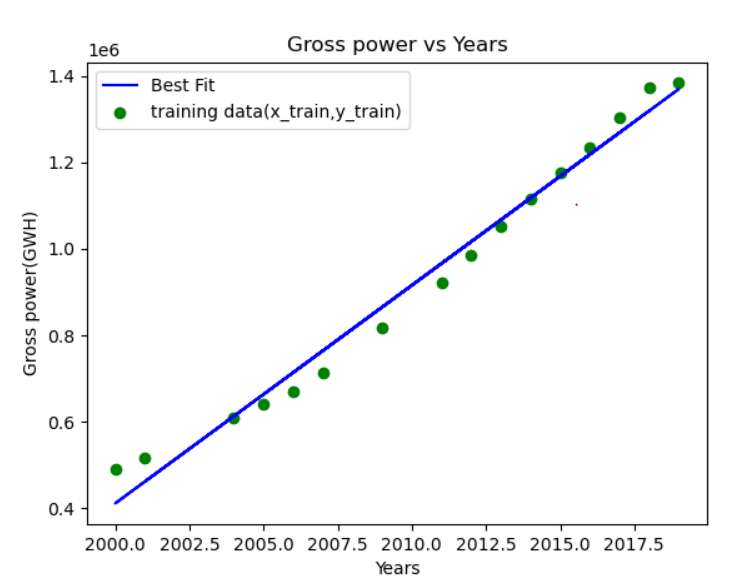 Gross power vs Years
1e6
Best Fit
training data(x_train,y_train)
1.4
1.2
1.0
0.8
0.6
0.4
Gross power(GWH)
2000.0 2002.5 2005.0 2007.5 2010.0 2012.5 2015.0 2017.5
Years